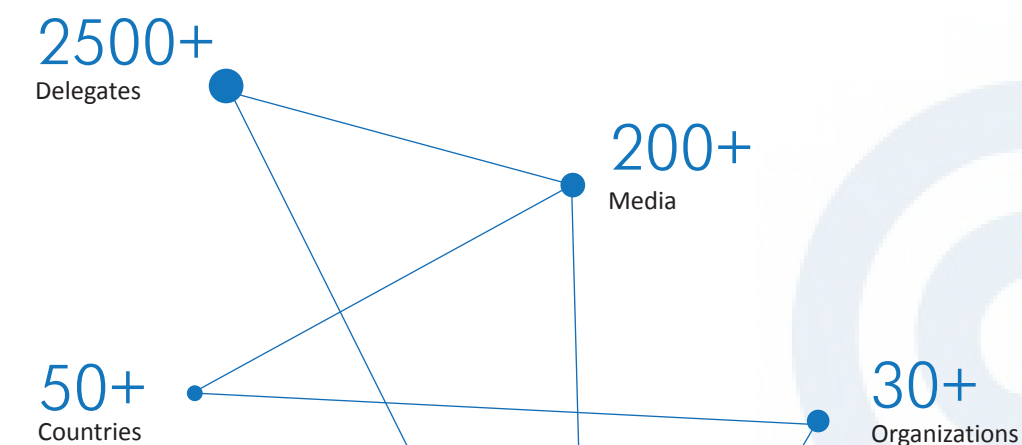 2500+
Delegates
200+
Media
50+
Countries
30+
Organizations